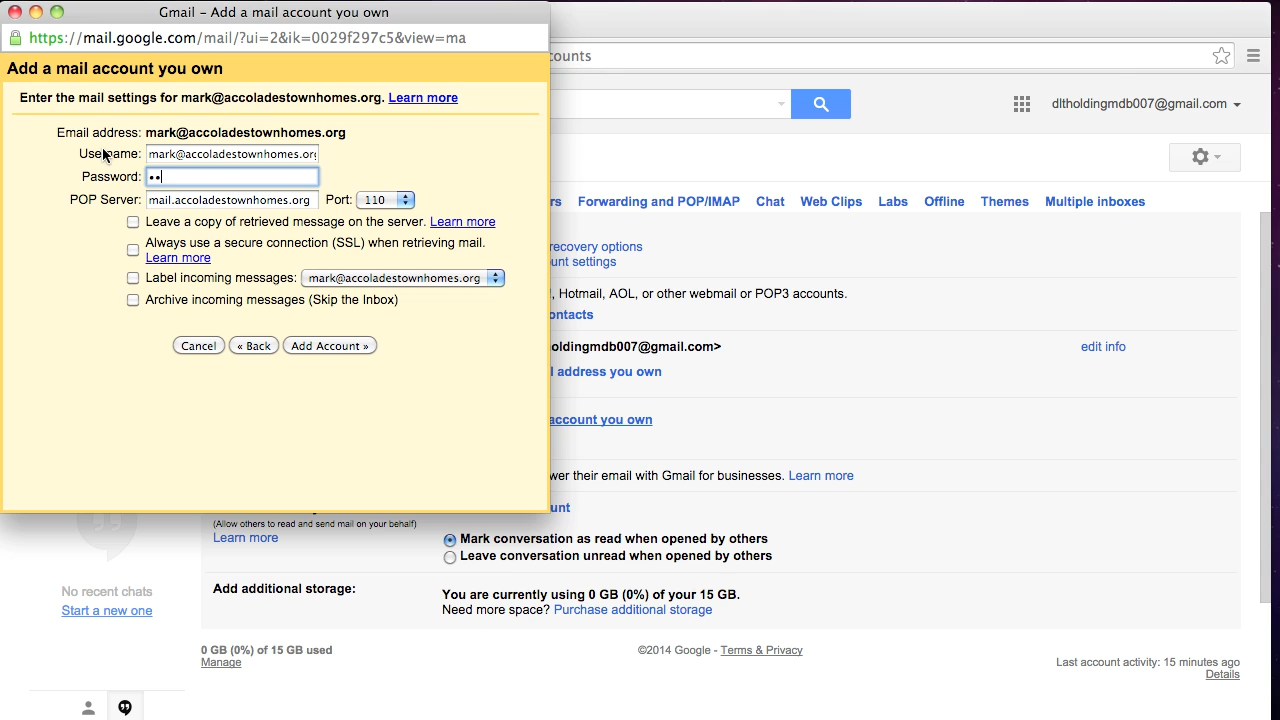 Gmail – Add a mail account you own
https://mail.google.com/mail/?ui=2&ik=0029f297c5&view=ma
Add a mail account you own
Enter the mail settings for mark@accoladestownhomes.org. Learn more
Email address: mark@accoladestownhomes.org
Username: mark@accoladestownhomes.org
Password: ••
POP Server: mail.accoladestownhomes.org Port: 110
Leave a copy of retrieved message on the server. Learn more
Always use a secure connection (SSL) when retrieving mail.
Learn more
Label incoming messages: mark@accoladestownhomes.org
Archive incoming messages (Skip the Inbox)
Cancel « Back Add Account »
counts
dltholdingmdb007@gmail.com
rs Forwarding and POP/IMAP Chat Web Clips Labs Offline Themes Multiple inboxes
recovery options
unt settings
, Hotmail, AOL, or other webmail or POP3 accounts.
ontacts
oldingmdb007@gmail.com> edit info
l address you own
account you own
wer their email with Gmail for businesses. Learn more
unt
(Allow others to read and send mail on your behalf)
Learn more
Mark conversation as read when opened by others
Leave conversation unread when opened by others
Add additional storage: You are currently using 0 GB (0%) of your 15 GB.
Need more space? Purchase additional storage
No recent chats
Start a new one
0 GB (0%) of 15 GB used
Manage
©2014 Google - Terms & Privacy
Last account activity: 15 minutes ago
Details